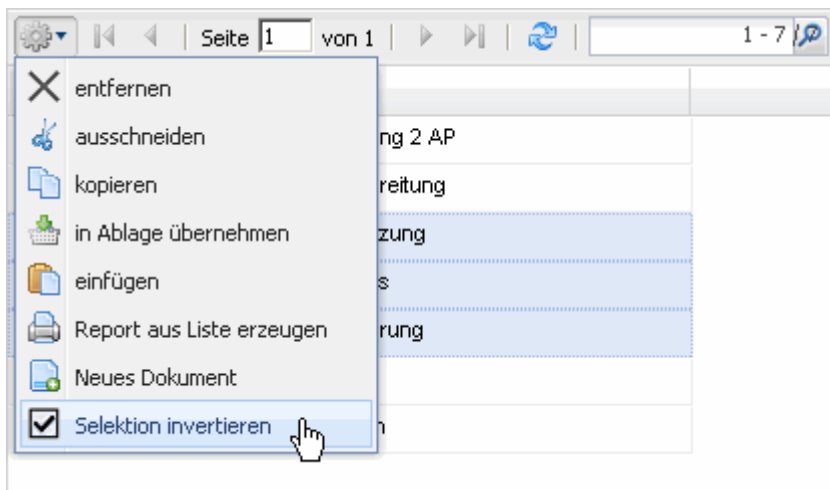 Seite 1 von 1 1 - 7 /
entfernen
ausschneiden
ng 2 AP
kopieren
reitung
in Ablage übernehmen
zung
einfügen
s
Report aus Liste erzeugen
rung
Neues Dokument
Selektion invertieren
n